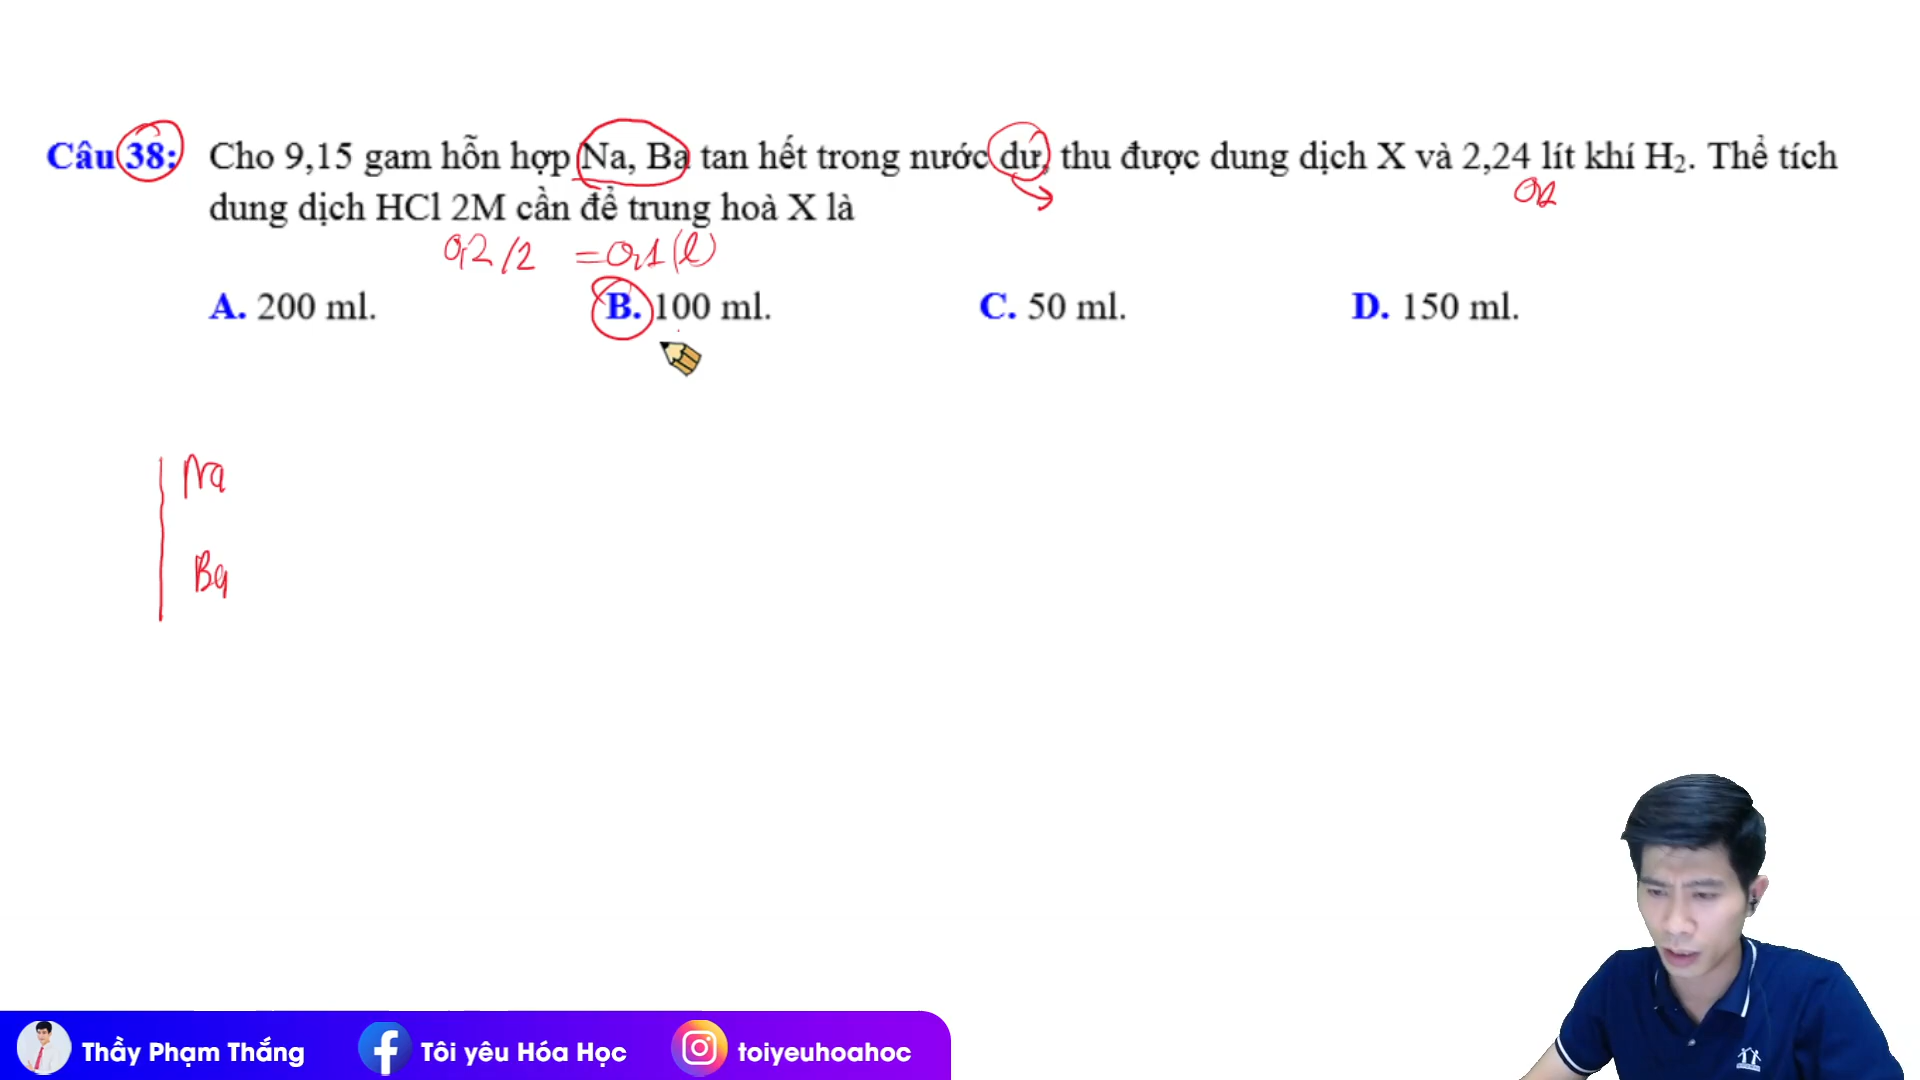 Câu 38: Cho 9,15 gam hỗn hợp Na, Ba tan hết trong nước dư, thu được dung dịch X và 2,24 lít khí H₂. Thể tích
dung dịch HCl 2M cần để trung hoà X là
0,2/2 = 0,1(l)
A. 200 ml. B. 100 ml. C. 50 ml. D. 150 ml.
Na
Ba
Thầy Phạm Thắng Tôi yêu Hóa Học toiyeuhoahoc